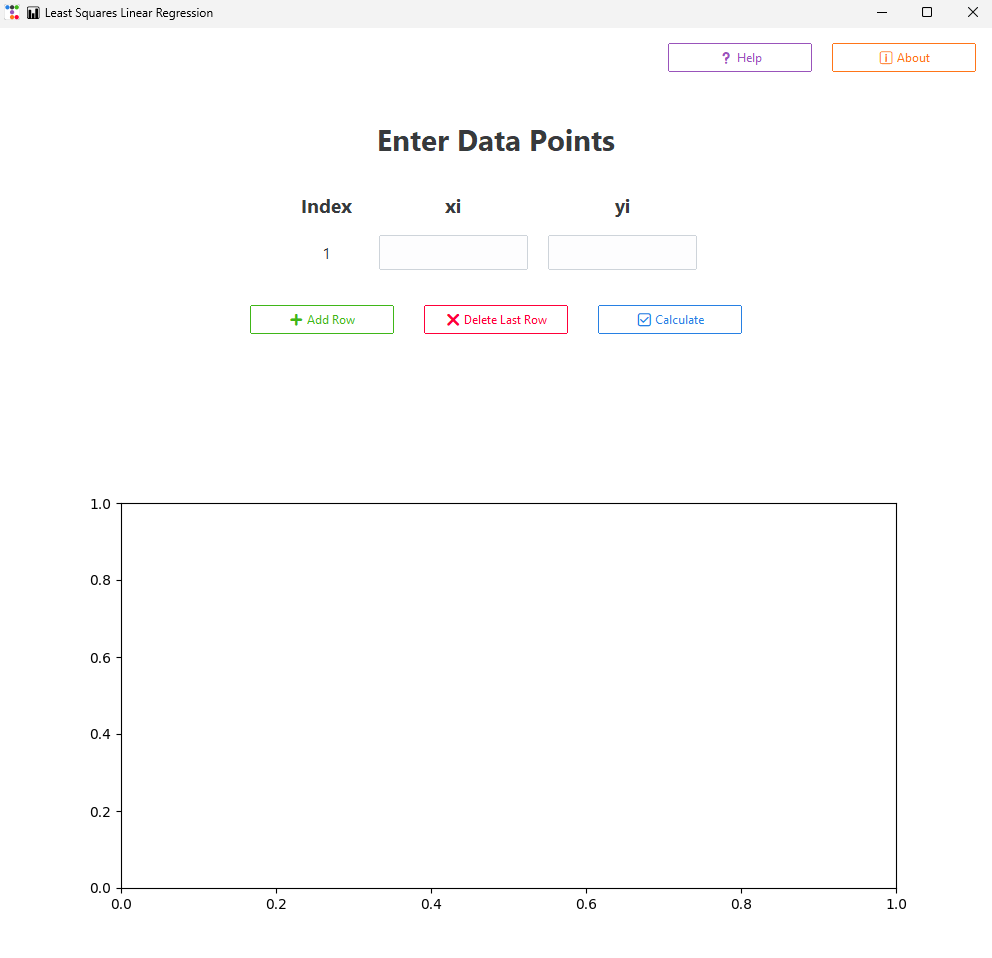 Least Squares Linear Regression
? Help
i About
Enter Data Points
Index xi yi
1
Add Row Delete Last Row Calculate
1.0
0.8
0.6
0.4
0.2
0.0
0.0 0.2 0.4 0.6 0.8 1.0